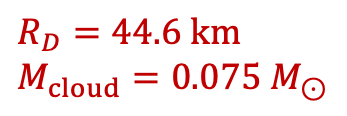 R_D = 44.6 km
M_cloud = 0.075 M_⊙